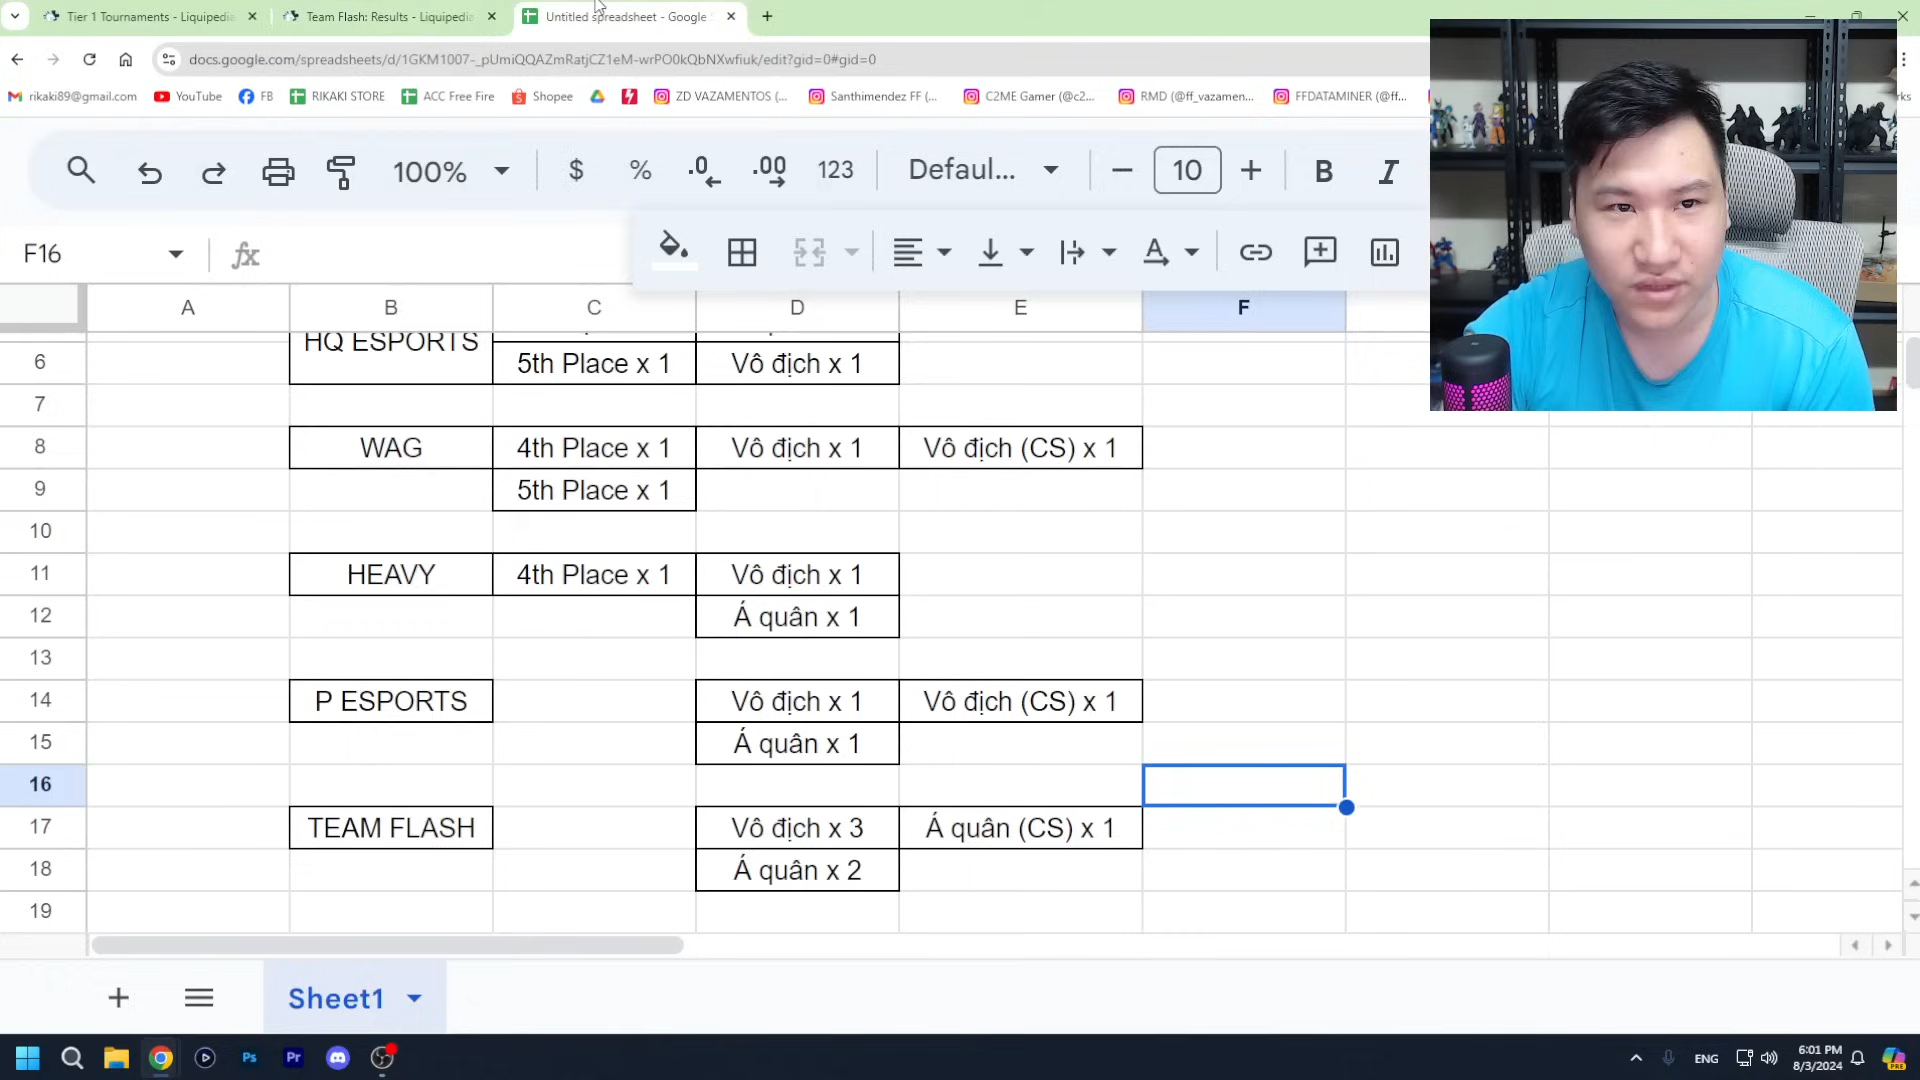 Tier 1 Tournaments - Liquipedia
Team Flash: Results - Liquipedia
Untitled spreadsheet - Google
docs.google.com/spreadsheets/d/1GKM1007-_pUmiQQAZmRatjCZ1eM-wrPO0kQbNXwfiuk/edit?gid=0#gid=0
rikaki89@gmail.com YouTube FB RIKAKI STORE ACC Free Fire Shopee ZD VAZAMENTOS (... Santhimendez FF (... C2ME Gamer (@c2... RMD (@ff_vazamen... FFDATAMINER (@ff...
100% $ % .0 .00 123 Defaul... 10 B I
F16 fx A
A B C D E F
HQ ESPORTS
6 5th Place x 1 Vô địch x 1
7
8 WAG 4th Place x 1 Vô địch x 1 Vô địch (CS) x 1
9 5th Place x 1
10
11 HEAVY 4th Place x 1 Vô địch x 1
12 Á quân x 1
13
14 P ESPORTS Vô địch x 1 Vô địch (CS) x 1
15 Á quân x 1
16
17 TEAM FLASH Vô địch x 3 Á quân (CS) x 1
18 Á quân x 2
19
Sheet1
Ps Pr ENG 6:01 PM
8/3/2024
PRE